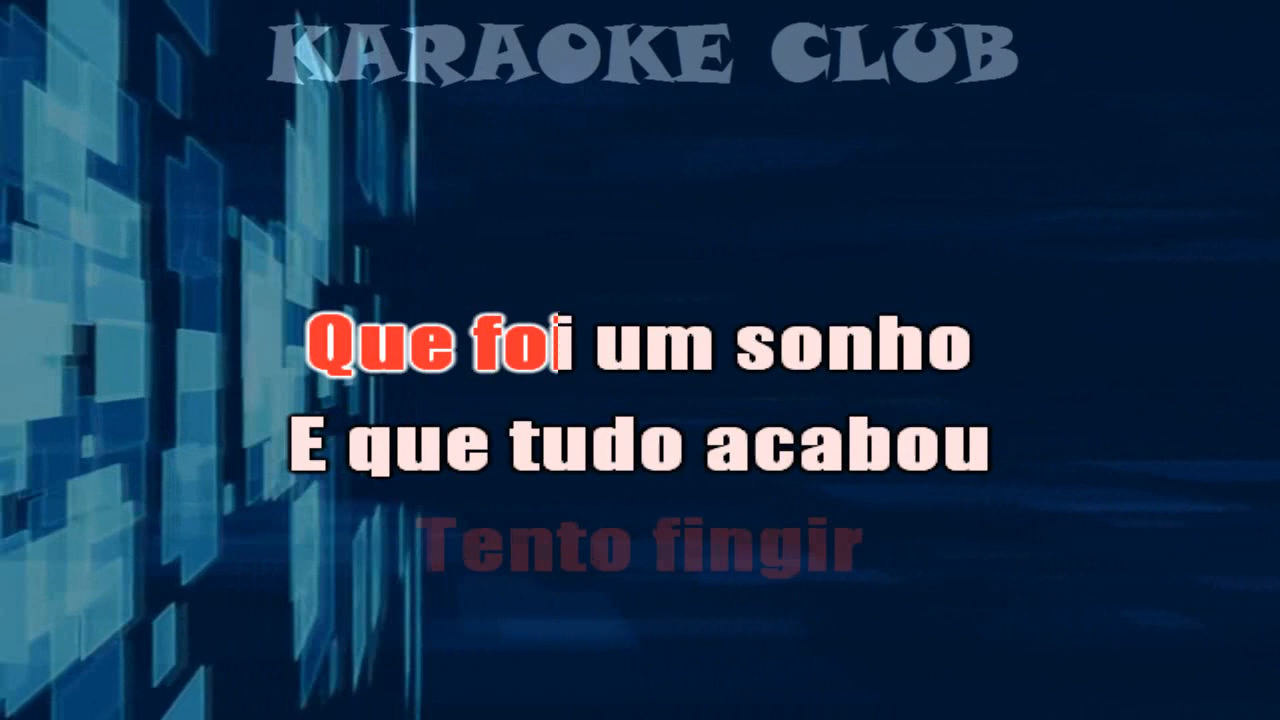 KARAOKE CLUB
Que foi um sonho
E que tudo acabou
Tento fingir